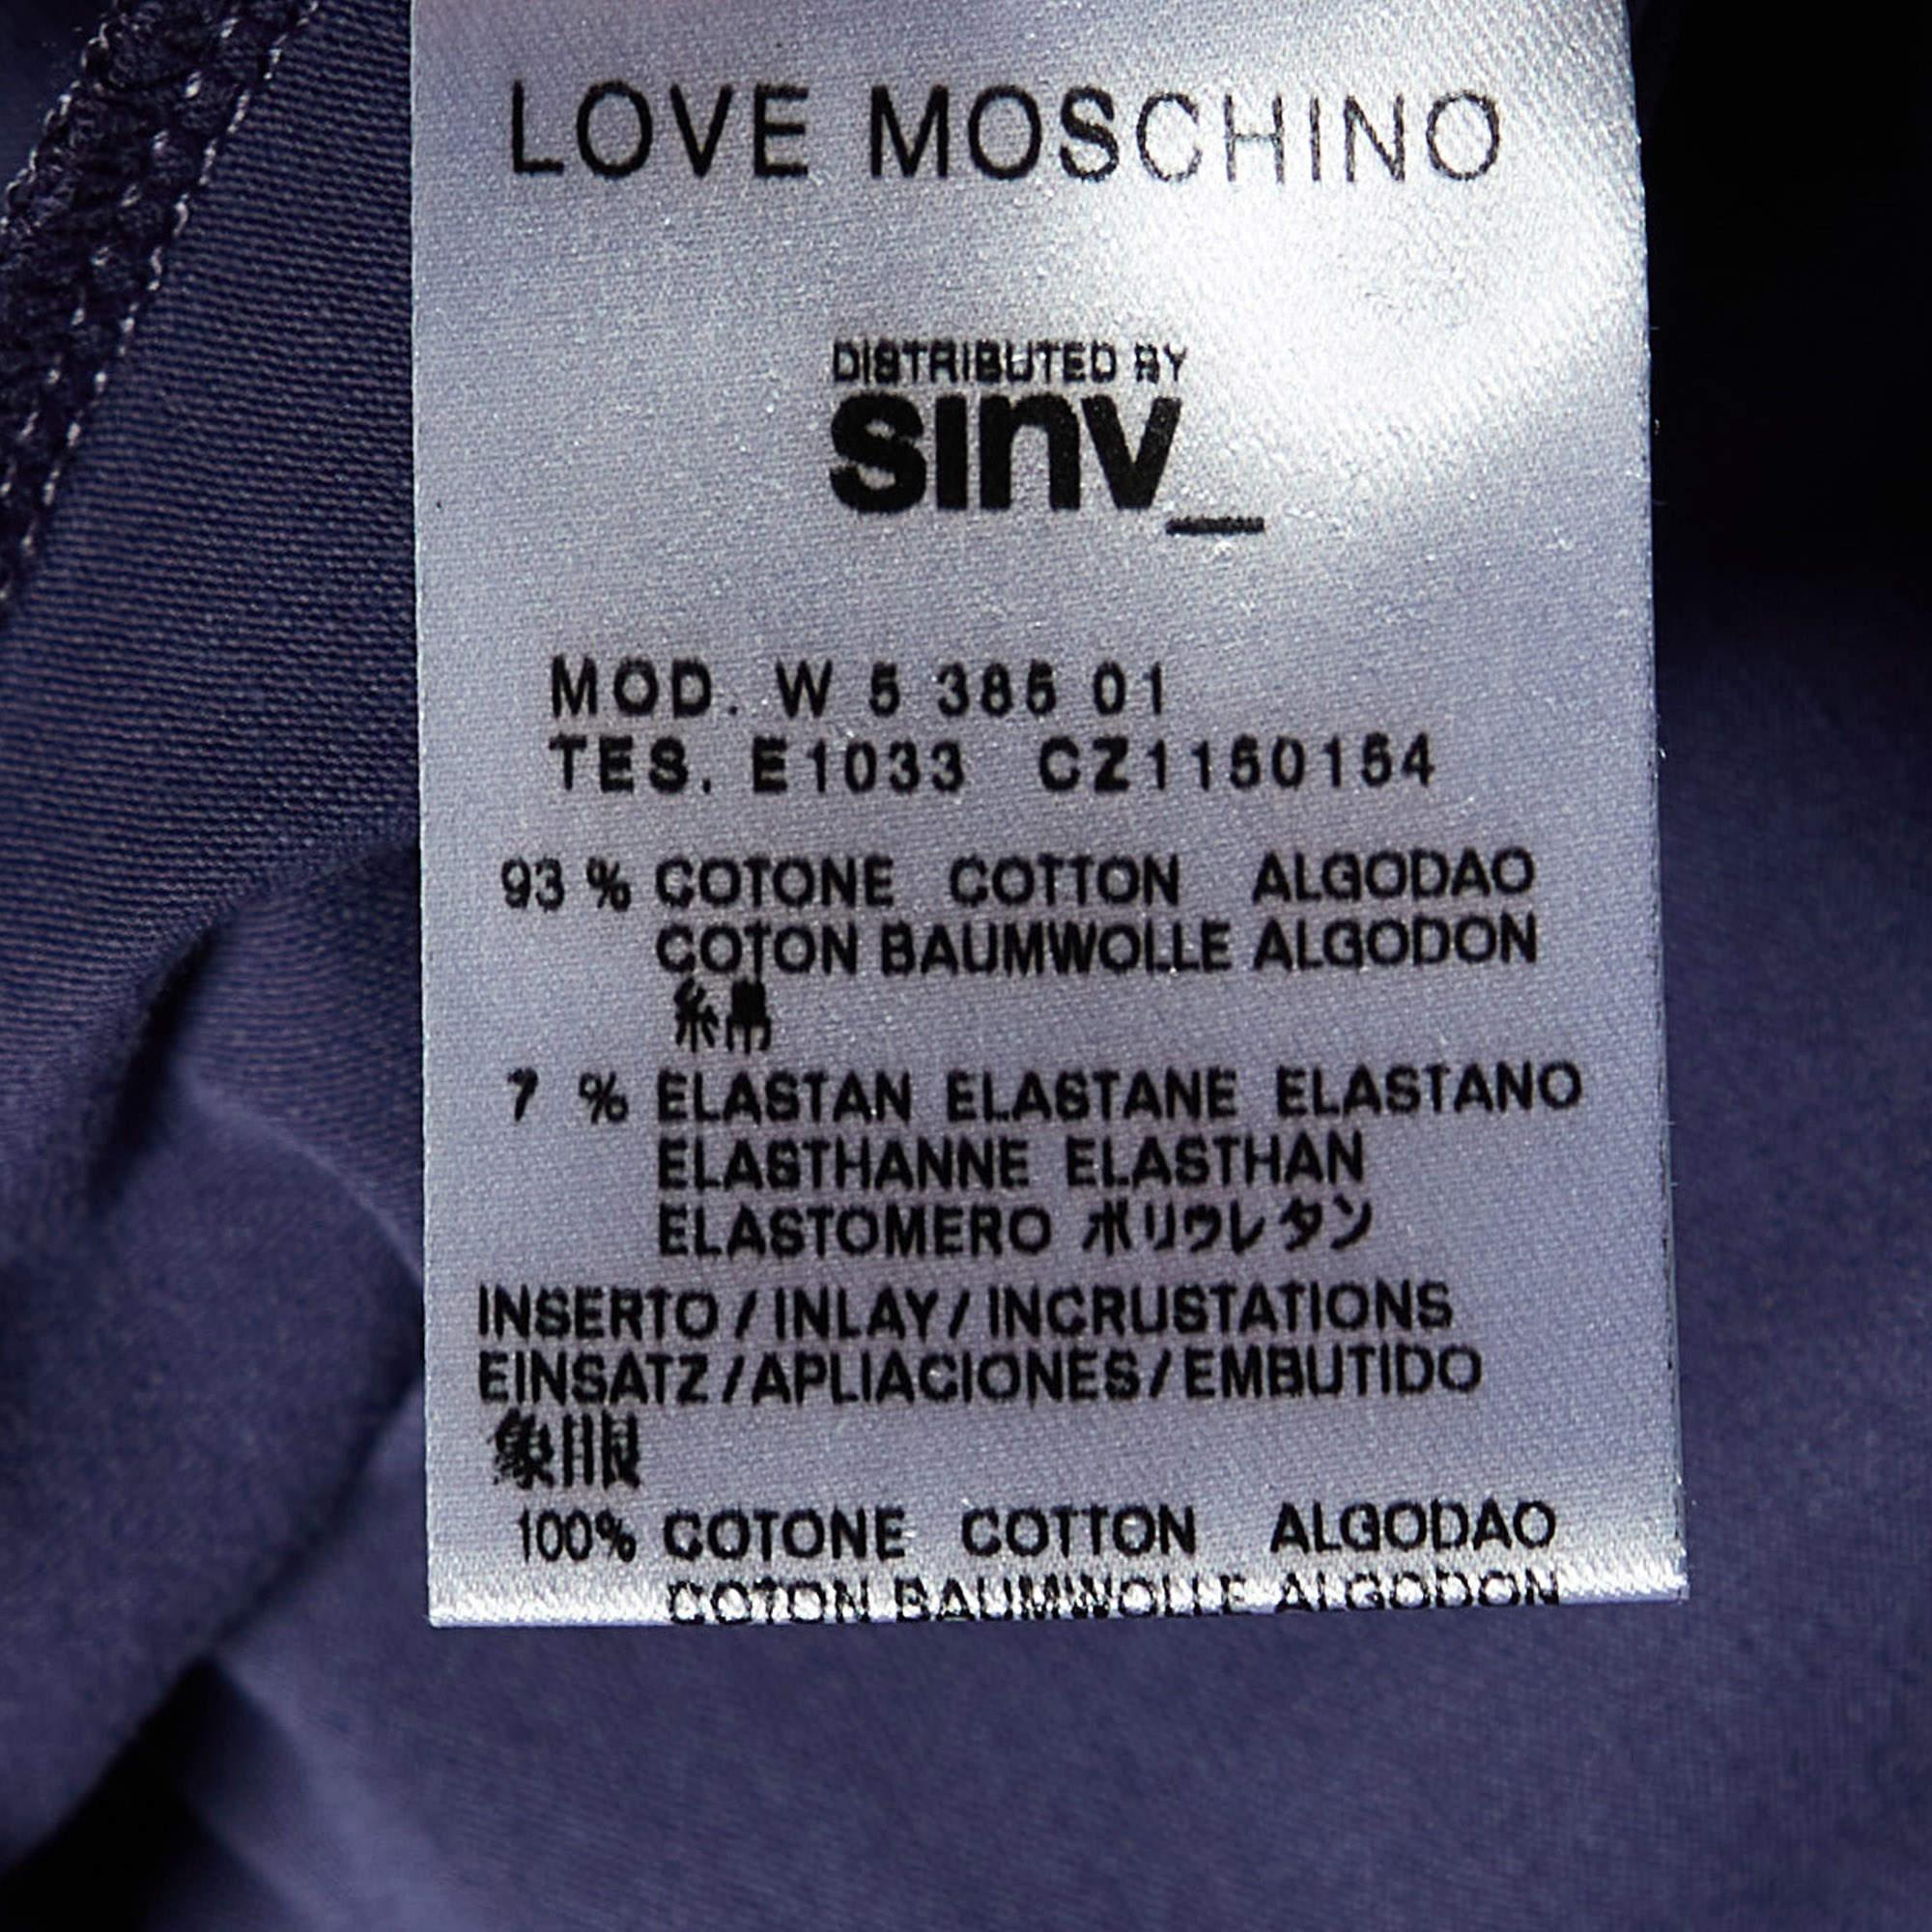 LOVE MOSCHINO
DISTRIBUTED BY
sinv_
MOD. W 5 385 01
TES. E1033 CZ1150154
93 % COTONE COTTON ALGODAO
COTON BAUMWOLLE ALGODON
綿
7 % ELASTAN ELASTANE ELASTANO
ELASTHANNE ELASTHAN
ELASTOMERO ポリウレタン
INSERTO / INLAY / INCRUSTATIONS
EINSATZ / APLIACIONES / EMBUTIDO
象眼
100% COTONE COTTON ALGODAO
COTON BAUMWOLLE ALGODON